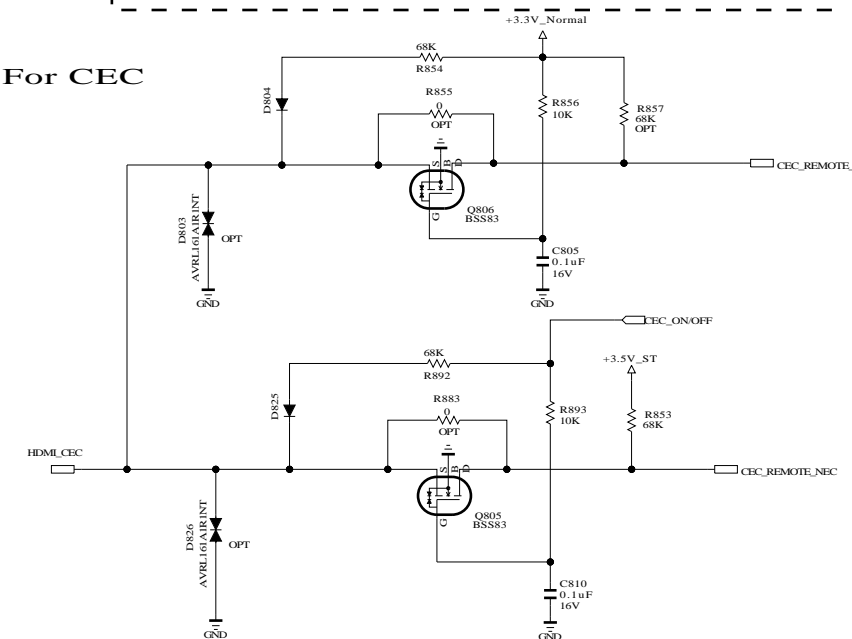 +3.3V_Normal
For CEC
68K
R854
D804
R855
0
OPT
R856
10K
R857
68K
OPT
S
B
D
CEC_REMOTE_
G
Q806
BSS83
D803
AVRL161A1R1NT
OPT
C805
0.1uF
16V
GND
GND
CEC_ON/OFF
68K
R892
+3.5V_ST
D825
R883
0
OPT
R893
10K
R853
68K
HDMI_CEC
S
B
D
CEC_REMOTE_NEC
G
Q805
BSS83
D826
AVRL161A1R1NT
OPT
C810
0.1uF
16V
GND
GND